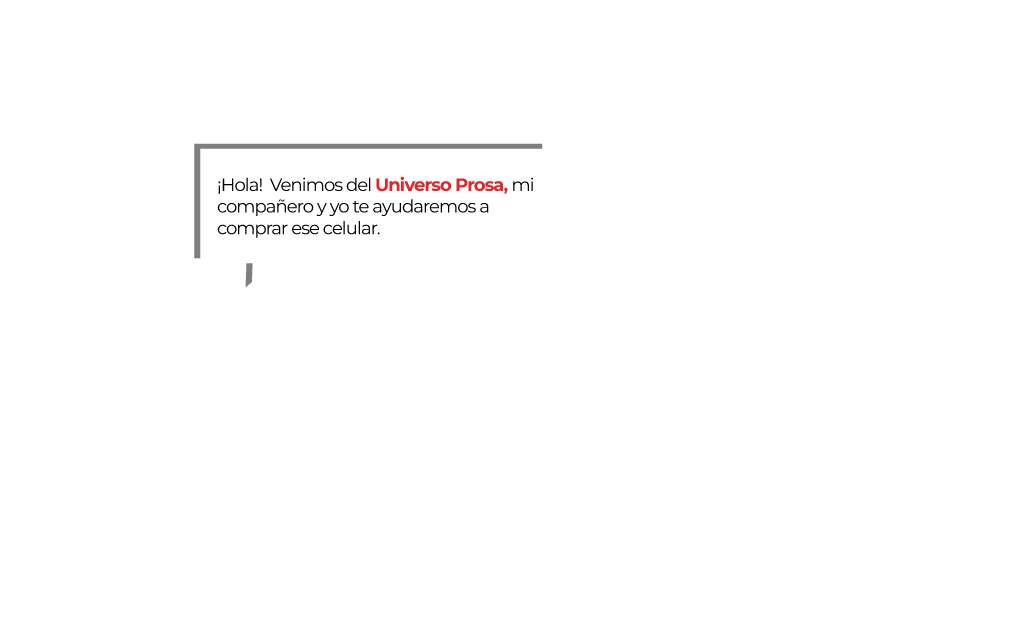 ¡Hola!  Venimos del Universo Prosa, mi
compañero y yo te ayudaremos a
comprar ese celular.